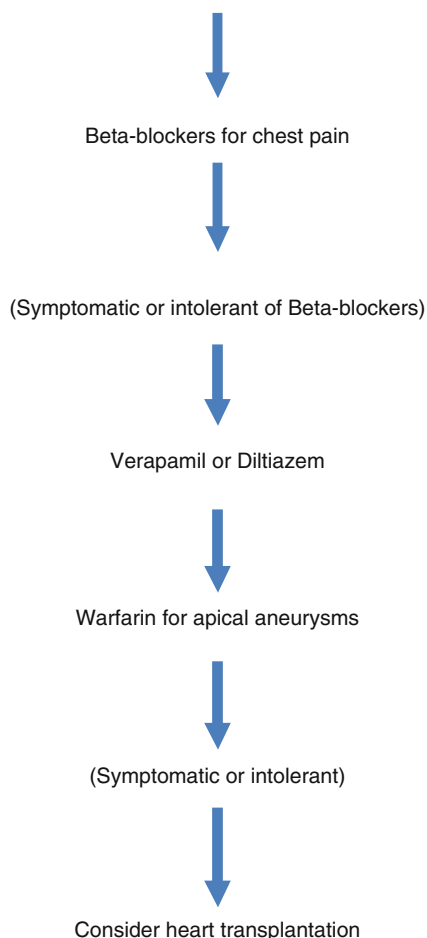 Beta-blockers for chest pain
(Symptomatic or intolerant of Beta-blockers)
Verapamil or Diltiazem
Warfarin for apical aneurysms
(Symptomatic or intolerant)
Consider heart transplantation